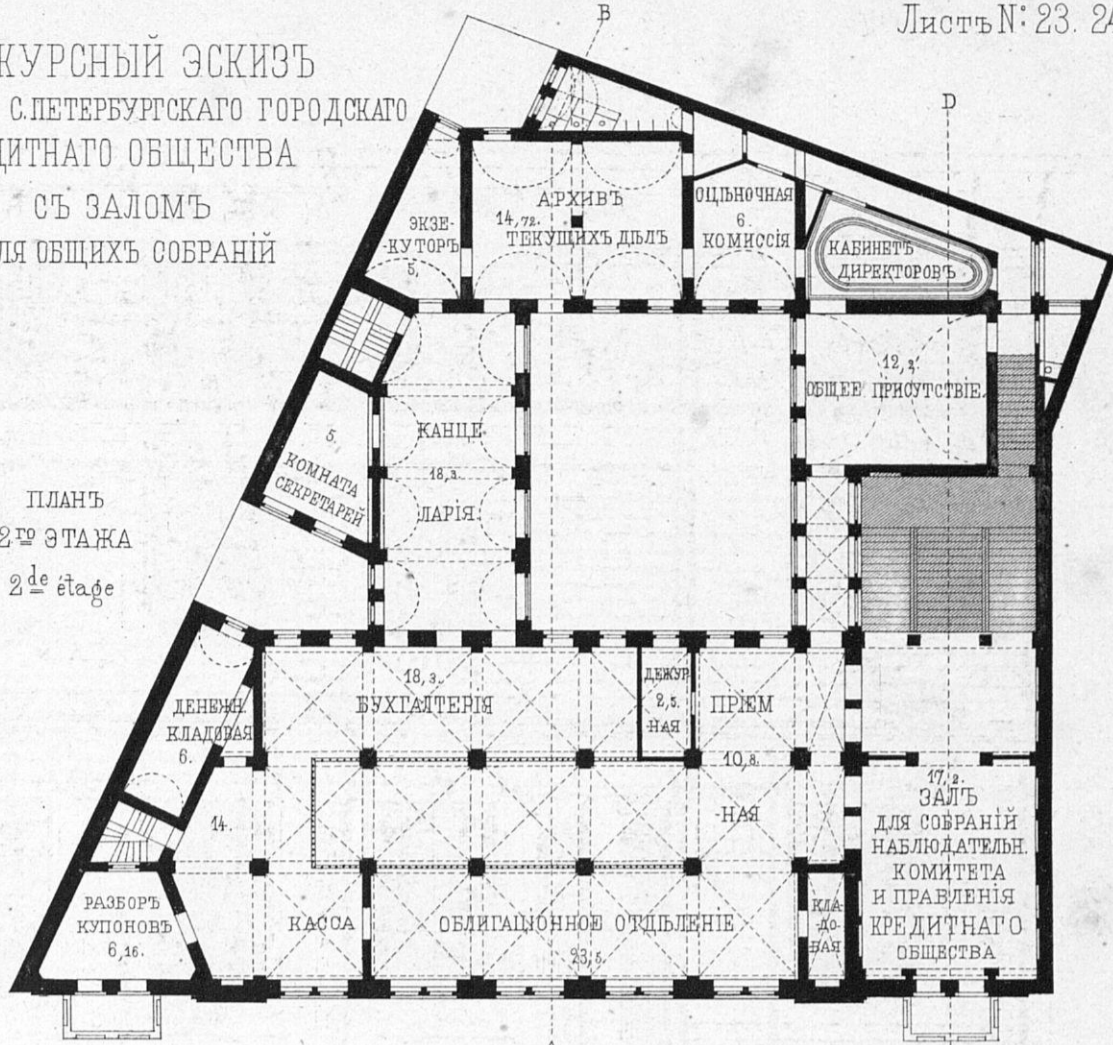 Листъ №: 23. 24
КУРСНЫЙ ЭСКИЗЪ
С.ПЕТЕРБУРГСКАГО ГОРОДСКАГО
ДИТНАГО ОБЩЕСТВА
СЪ ЗАЛОМЪ
ЛЯ ОБЩИХЪ СОБРАНІЙ
ПЛАНЪ
2го ЭТАЖА
2de étage
B
D
ЭКЗЕ-
-КУТОРЪ
5,
АРХИВЪ
14,72.
ТЕКУЩИХЪ ДѢЛЪ
ОЦѢНОЧНАЯ
6.
КОМИССІЯ
КАБИНЕТЪ
ДИРЕКТОРОВЪ
12,2.
ОБЩЕЕ ПРИСУТСТВІЕ.
5,
КОМНАТА
СЕКРЕТАРЕЙ
КАНЦЕ-
18,3.
ЛАРІЯ
ДЕНЕЖН.
КЛАДОВАЯ
6.
18,3.
БУХГАЛТЕРІЯ
ДЕЖУР
2,5.
НАЯ
ПРІЕМ
10,8.
-НАЯ
14.
РАЗБОРЪ
КУПОНОВЪ
6,16.
КАССА
ОБЛИГАЦІОННОЕ ОТДѢЛЕНІЕ
23,5.
КЛА-
-ДО-
ВАЯ
17,2.
ЗАЛЪ
ДЛЯ СОБРАНІЙ
НАБЛЮДАТЕЛЬН.
КОМИТЕТА
И ПРАВЛЕНІЯ
КРЕДИТНАГО
ОБЩЕСТВА